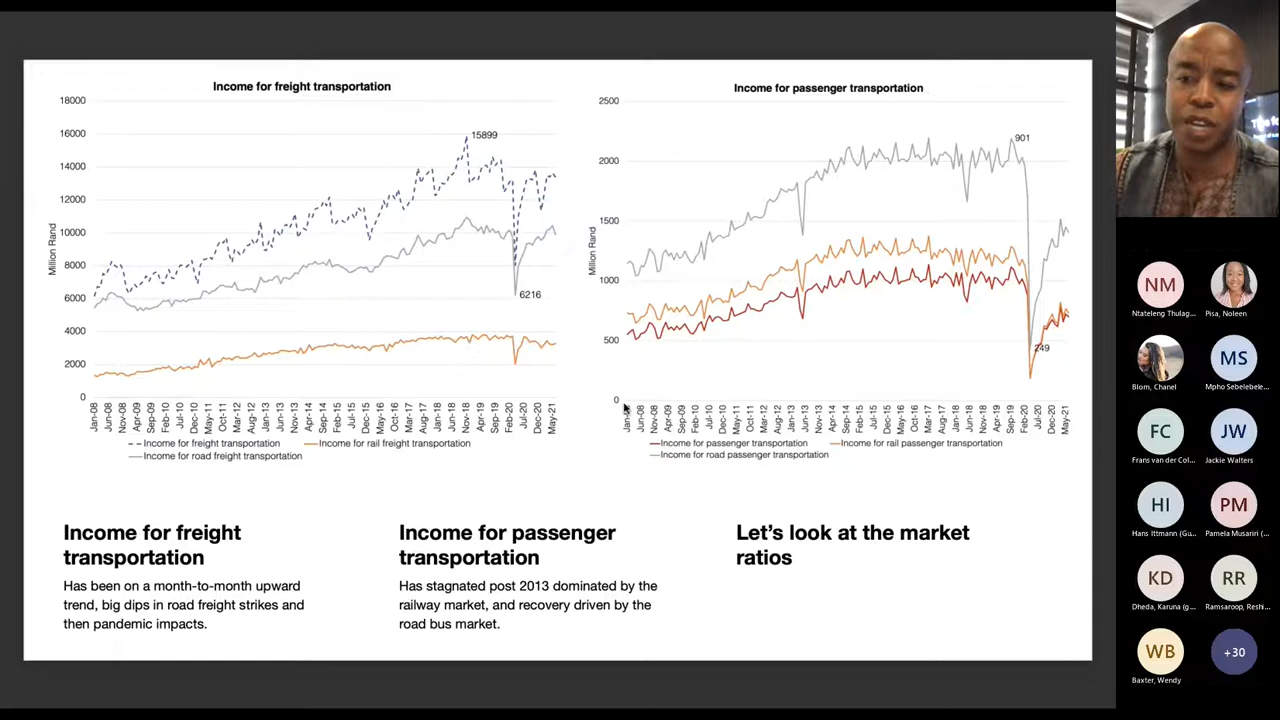 Income for freight transportation
18000
16000
14000
12000
10000
8000
6000
4000
2000
0
Million Rand
15899
6216
Jan-08
Jun-08
Nov-08
Apr-09
Sep-09
Feb-10
Jul-10
Dec-10
May-11
Oct-11
Mar-12
Aug-12
Jan-13
Jun-13
Nov-13
Apr-14
Sep-14
Feb-15
Jul-15
Dec-15
May-16
Oct-16
Mar-17
Aug-17
Jan-18
Jun-18
Nov-18
Apr-19
Sep-19
Feb-20
Jul-20
Dec-20
May-21
Income for freight transportation
Income for rail freight transportation
Income for road freight transportation
Income for passenger transportation
2500
2000
1500
1000
500
0
Million Rand
901
249
Jun-08
Nov-08
Apr-09
Sep-09
Feb-10
Jul-10
Dec-10
May-11
Oct-11
Mar-12
Aug-12
Jan-13
Jun-13
Nov-13
Apr-14
Sep-14
Feb-15
Jul-15
Dec-15
May-16
Oct-16
Mar-17
Aug-17
Jan-18
Jun-18
Nov-18
Apr-19
Sep-19
Feb-20
Jul-20
Dec-20
May-21
Income for passenger transportation
Income for rail passenger transportation
Income for road passenger transportation
Income for freight
transportation
Has been on a month-to-month upward
trend, big dips in road freight strikes and
then pandemic impacts.
Income for passenger
transportation
Has stagnated post 2013 dominated by the
railway market, and recovery driven by the
road bus market.
Let's look at the market
ratios
NM
Ntateleng Thulag...
Pisa, Noleen
Blom, Chanel
MS
Mpho Sebelebele...
FC
Frans van der Col...
JW
Jackie Walters
HI
Hans Ittmann (Gu...
PM
Pamela Musariri (...
KD
Dheda, Karuna (g...
RR
Ramsaroop, Reshi...
WB
Baxter, Wendy
+30